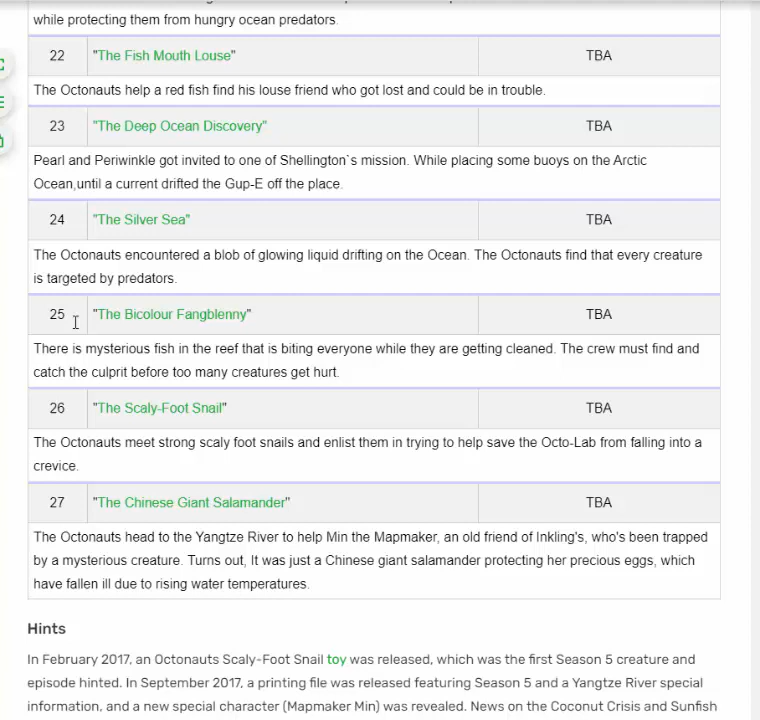 while protecting them from hungry ocean predators.
22 "The Fish Mouth Louse" TBA
The Octonauts help a red fish find his louse friend who got lost and could be in trouble.
23 "The Deep Ocean Discovery" TBA
Pearl and Periwinkle got invited to one of Shellington`s mission. While placing some buoys on the Arctic
Ocean,until a current drifted the Gup-E off the place.
24 "The Silver Sea" TBA
The Octonauts encountered a blob of glowing liquid drifting on the Ocean. The Octonauts find that every creature
is targeted by predators.
25 "The Bicolour Fangblenny" TBA
There is mysterious fish in the reef that is biting everyone while they are getting cleaned. The crew must find and
catch the culprit before too many creatures get hurt.
26 "The Scaly-Foot Snail" TBA
The Octonauts meet strong scaly foot snails and enlist them in trying to help save the Octo-Lab from falling into a
crevice.
27 "The Chinese Giant Salamander" TBA
The Octonauts head to the Yangtze River to help Min the Mapmaker, an old friend of Inkling's, who's been trapped
by a mysterious creature. Turns out, It was just a Chinese giant salamander protecting her precious eggs, which
have fallen ill due to rising water temperatures.
Hints
In February 2017, an Octonauts Scaly-Foot Snail toy was released, which was the first Season 5 creature and
episode hinted. In September 2017, a printing file was released featuring Season 5 and a Yangtze River special
information, and a new special character (Mapmaker Min) was revealed. News on the Coconut Crisis and Sunfish